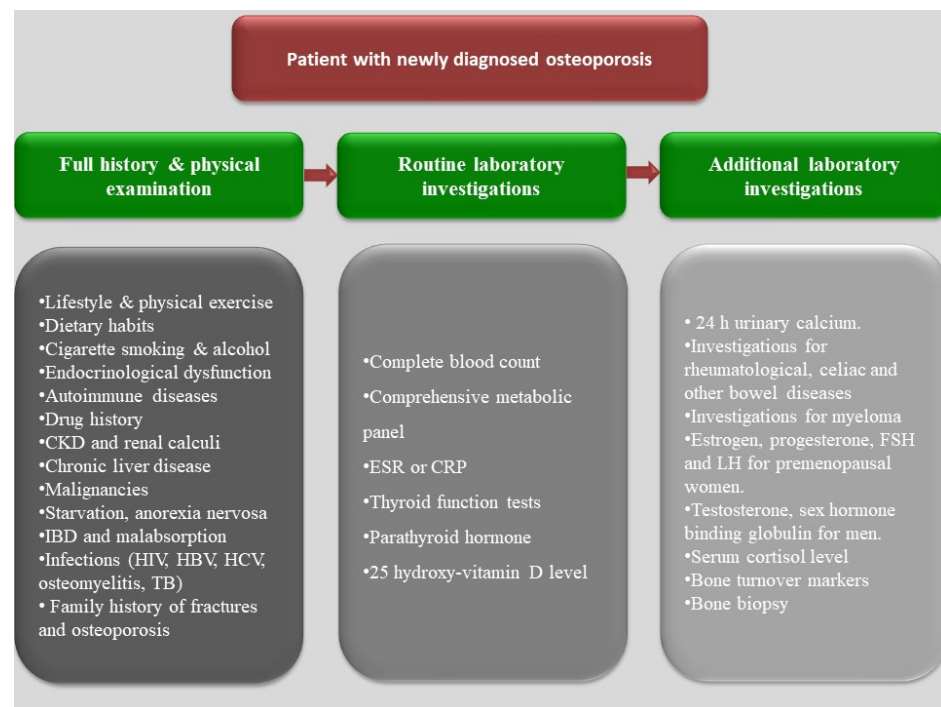 Patient with newly diagnosed osteoporosis
Full history & physical
examination
Routine laboratory
investigations
Additional laboratory
investigations
•Lifestyle & physical exercise
•Dietary habits
•Cigarette smoking & alcohol
•Endocrinological dysfunction
•Autoimmune diseases
•Drug history
•CKD and renal calculi
•Chronic liver disease
•Malignancies
•Starvation, anorexia nervosa
•IBD and malabsorption
•Infections (HIV, HBV, HCV,
osteomyelitis, TB)
• Family history of fractures
and osteoporosis
•Complete blood count
•Comprehensive metabolic
panel
•ESR or CRP
•Thyroid function tests
•Parathyroid hormone
•25 hydroxy-vitamin D level
• 24 h urinary calcium.
•Investigations for
rheumatological, celiac and
other bowel diseases
•Investigations for myeloma
•Estrogen, progesterone, FSH
and LH for premenopausal
women.
•Testosterone, sex hormone
binding globulin for men.
•Serum cortisol level
•Bone turnover markers
•Bone biopsy